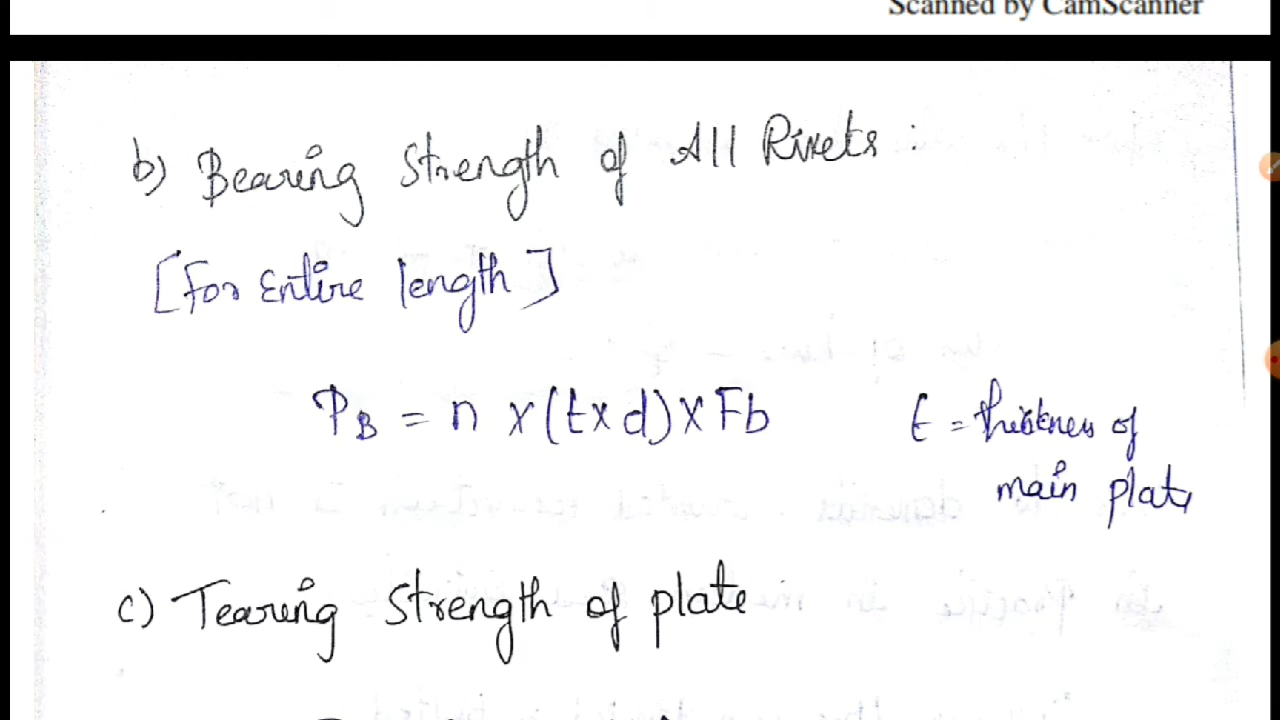 Scanned by CamScanner
b) Bearing Strength of All Rivets :
[For Entire length]
PB = n x (t x d) x Fb
t = thickness of
main plate
c) Tearing Strength of plate